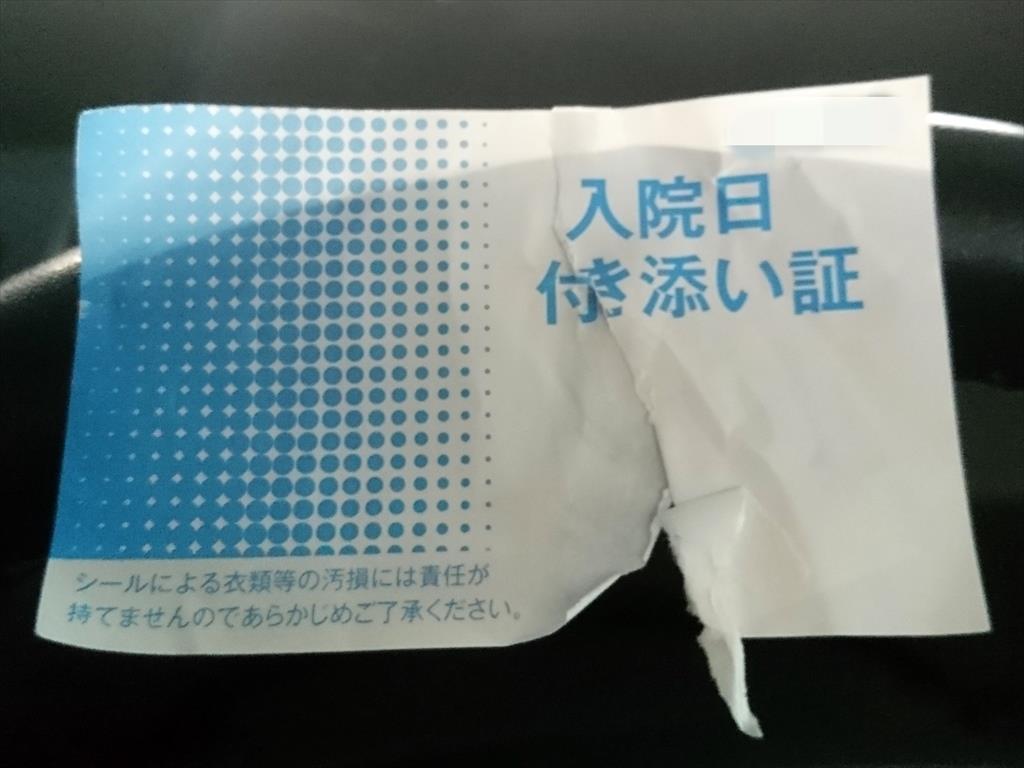 入院日
付き添い証
シールによる衣類等の汚損には責任が
持てませんのであらかじめご了承ください。